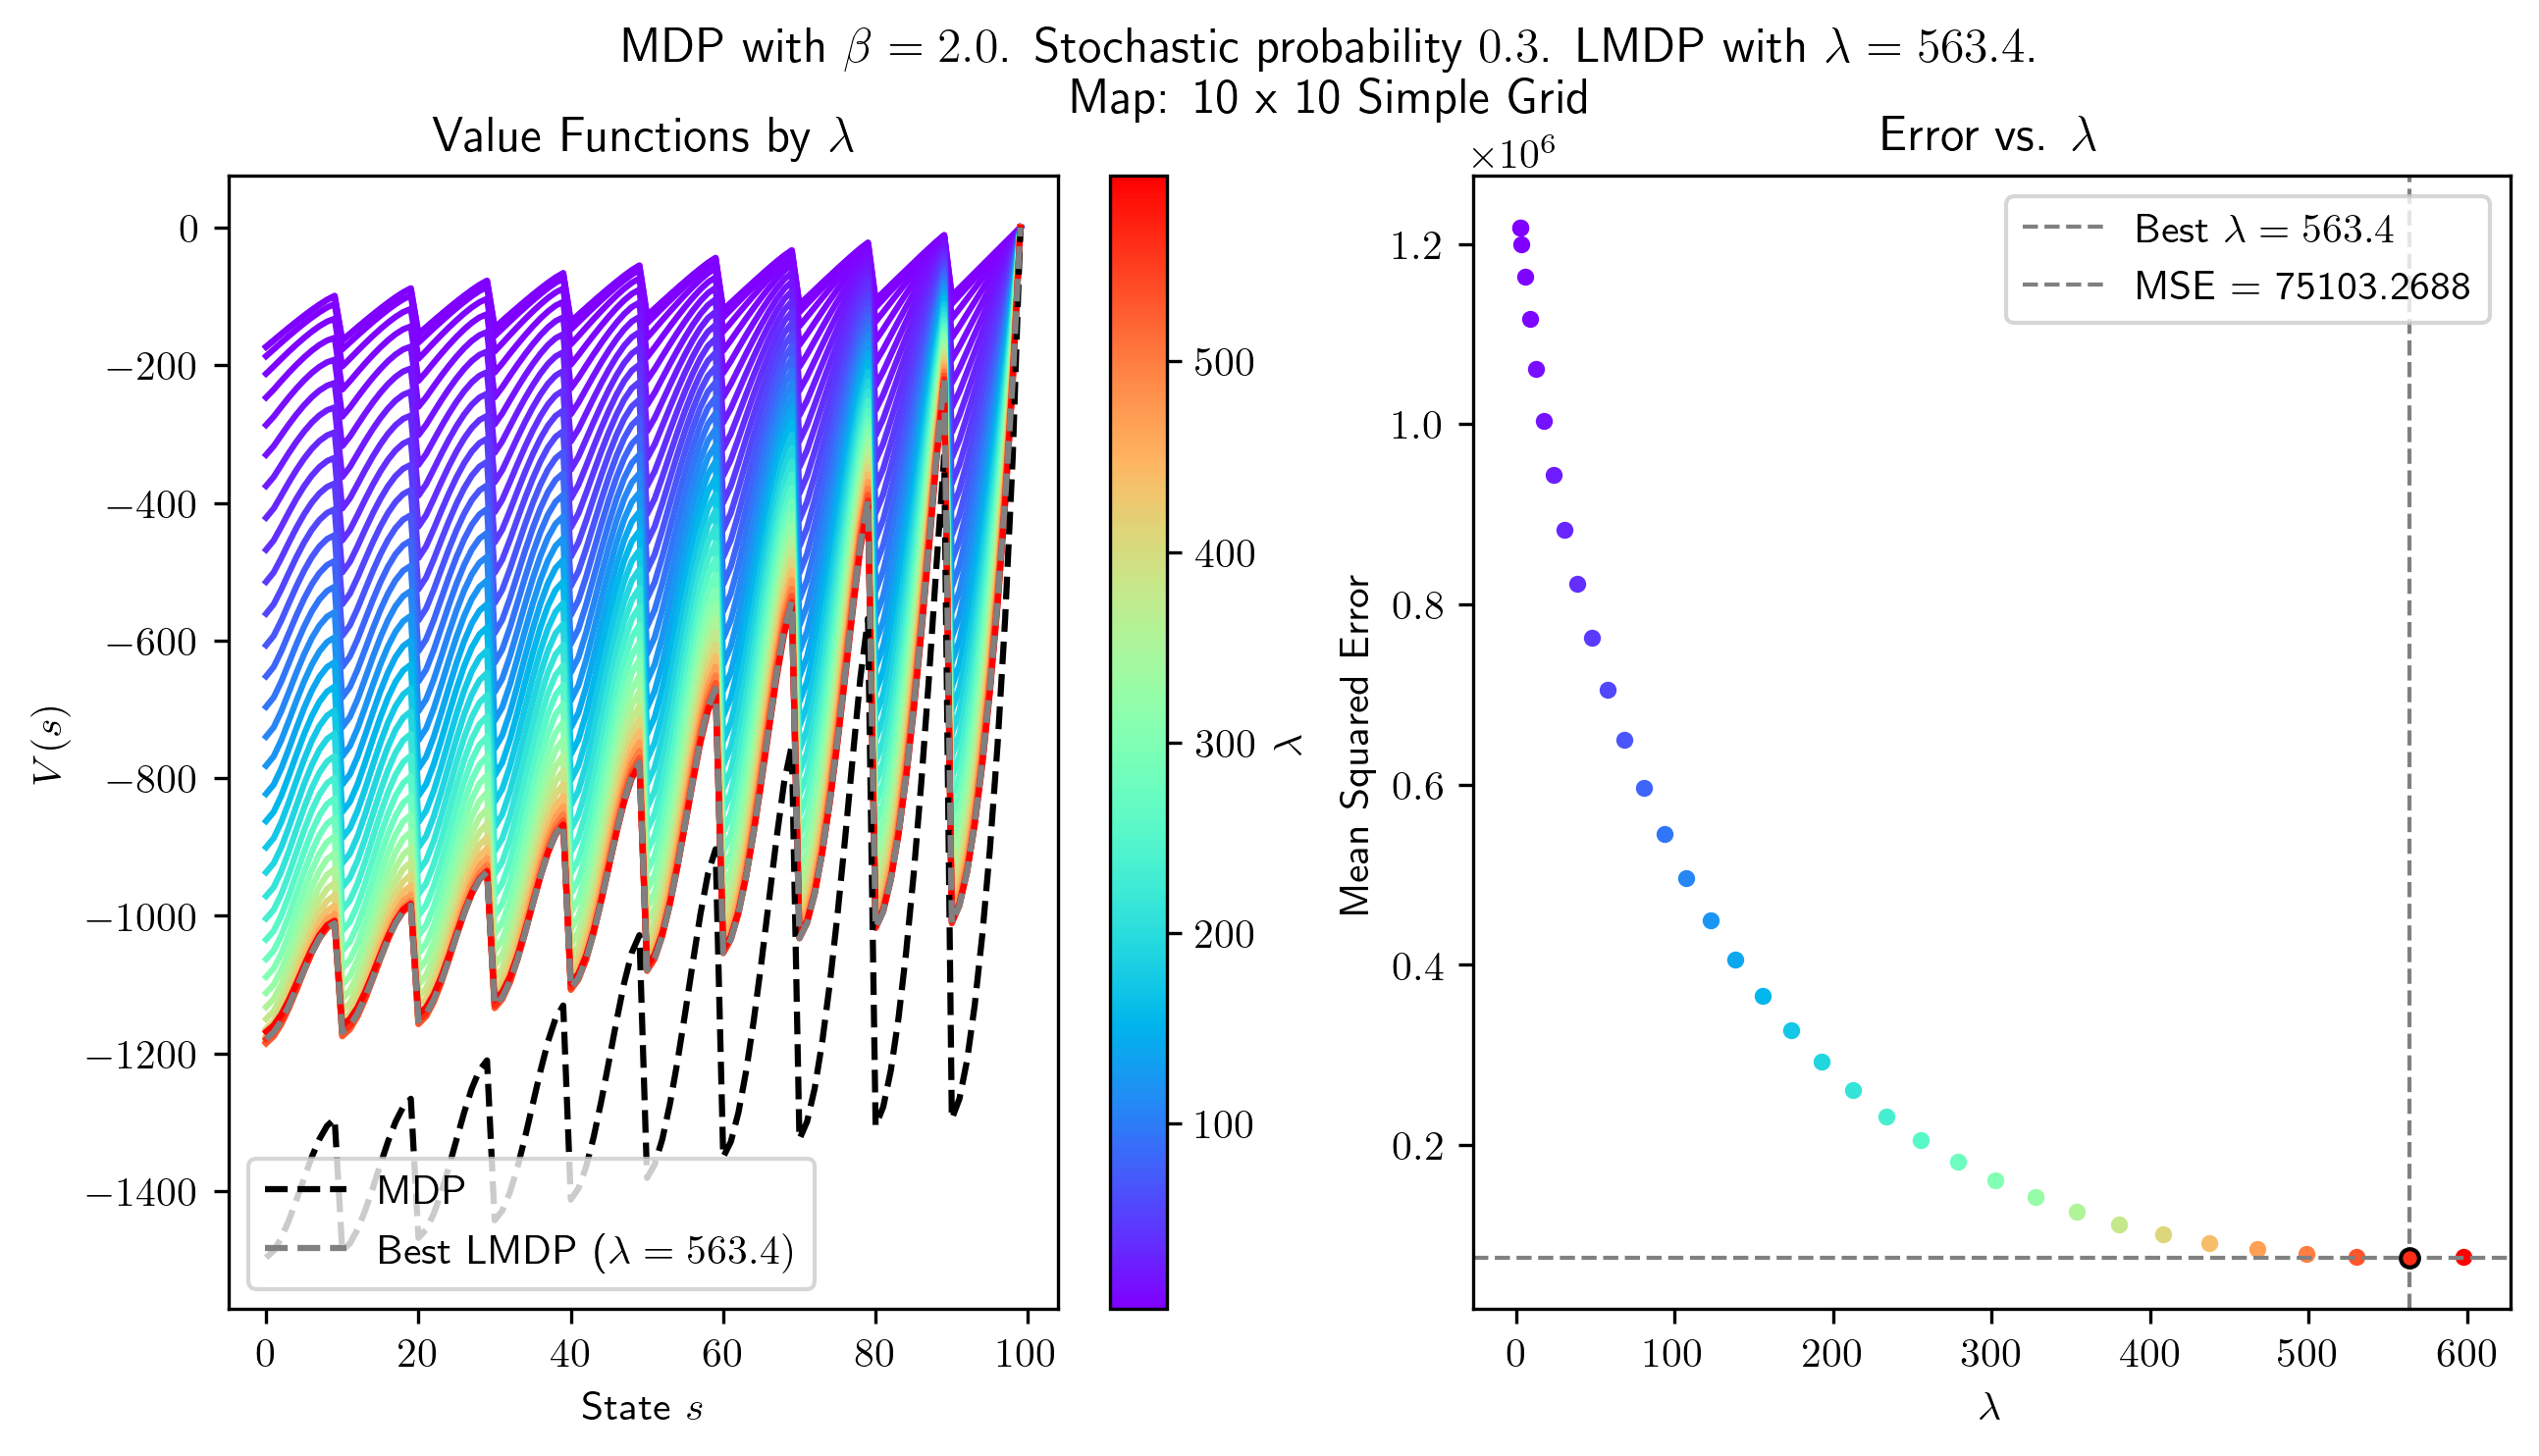 MDP with β = 2.0. Stochastic probability 0.3. LMDP with λ = 563.4.
Map: 10 x 10 Simple Grid
Value Functions by λ
V(s)
0
−200
−400
−600
−800
−1000
−1200
−1400
MDP
Best LMDP (λ = 563.4)
0 20 40 60 80 100
State s
500
400
300
200
100
λ
Error vs. λ
×10⁶
Mean Squared Error
1.2
1.0
0.8
0.6
0.4
0.2
Best λ = 563.4
MSE = 75103.2688
0 100 200 300 400 500 600
λ